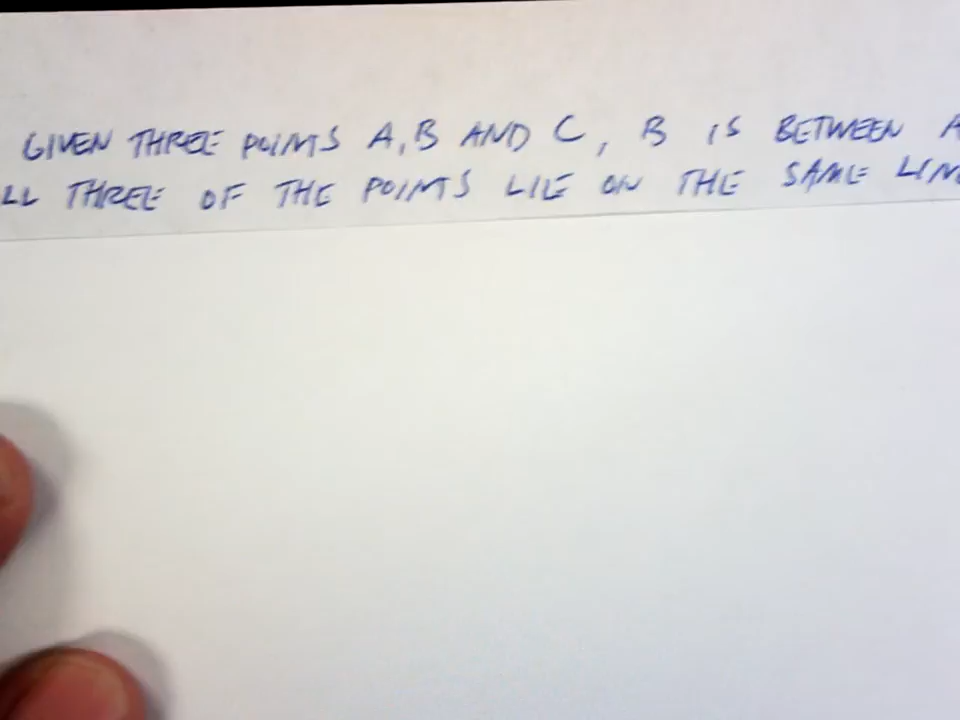 GIVEN THREE POINTS A, B AND C, B IS BETWEEN A
THREE OF THE POINTS LIE ON THE SAME